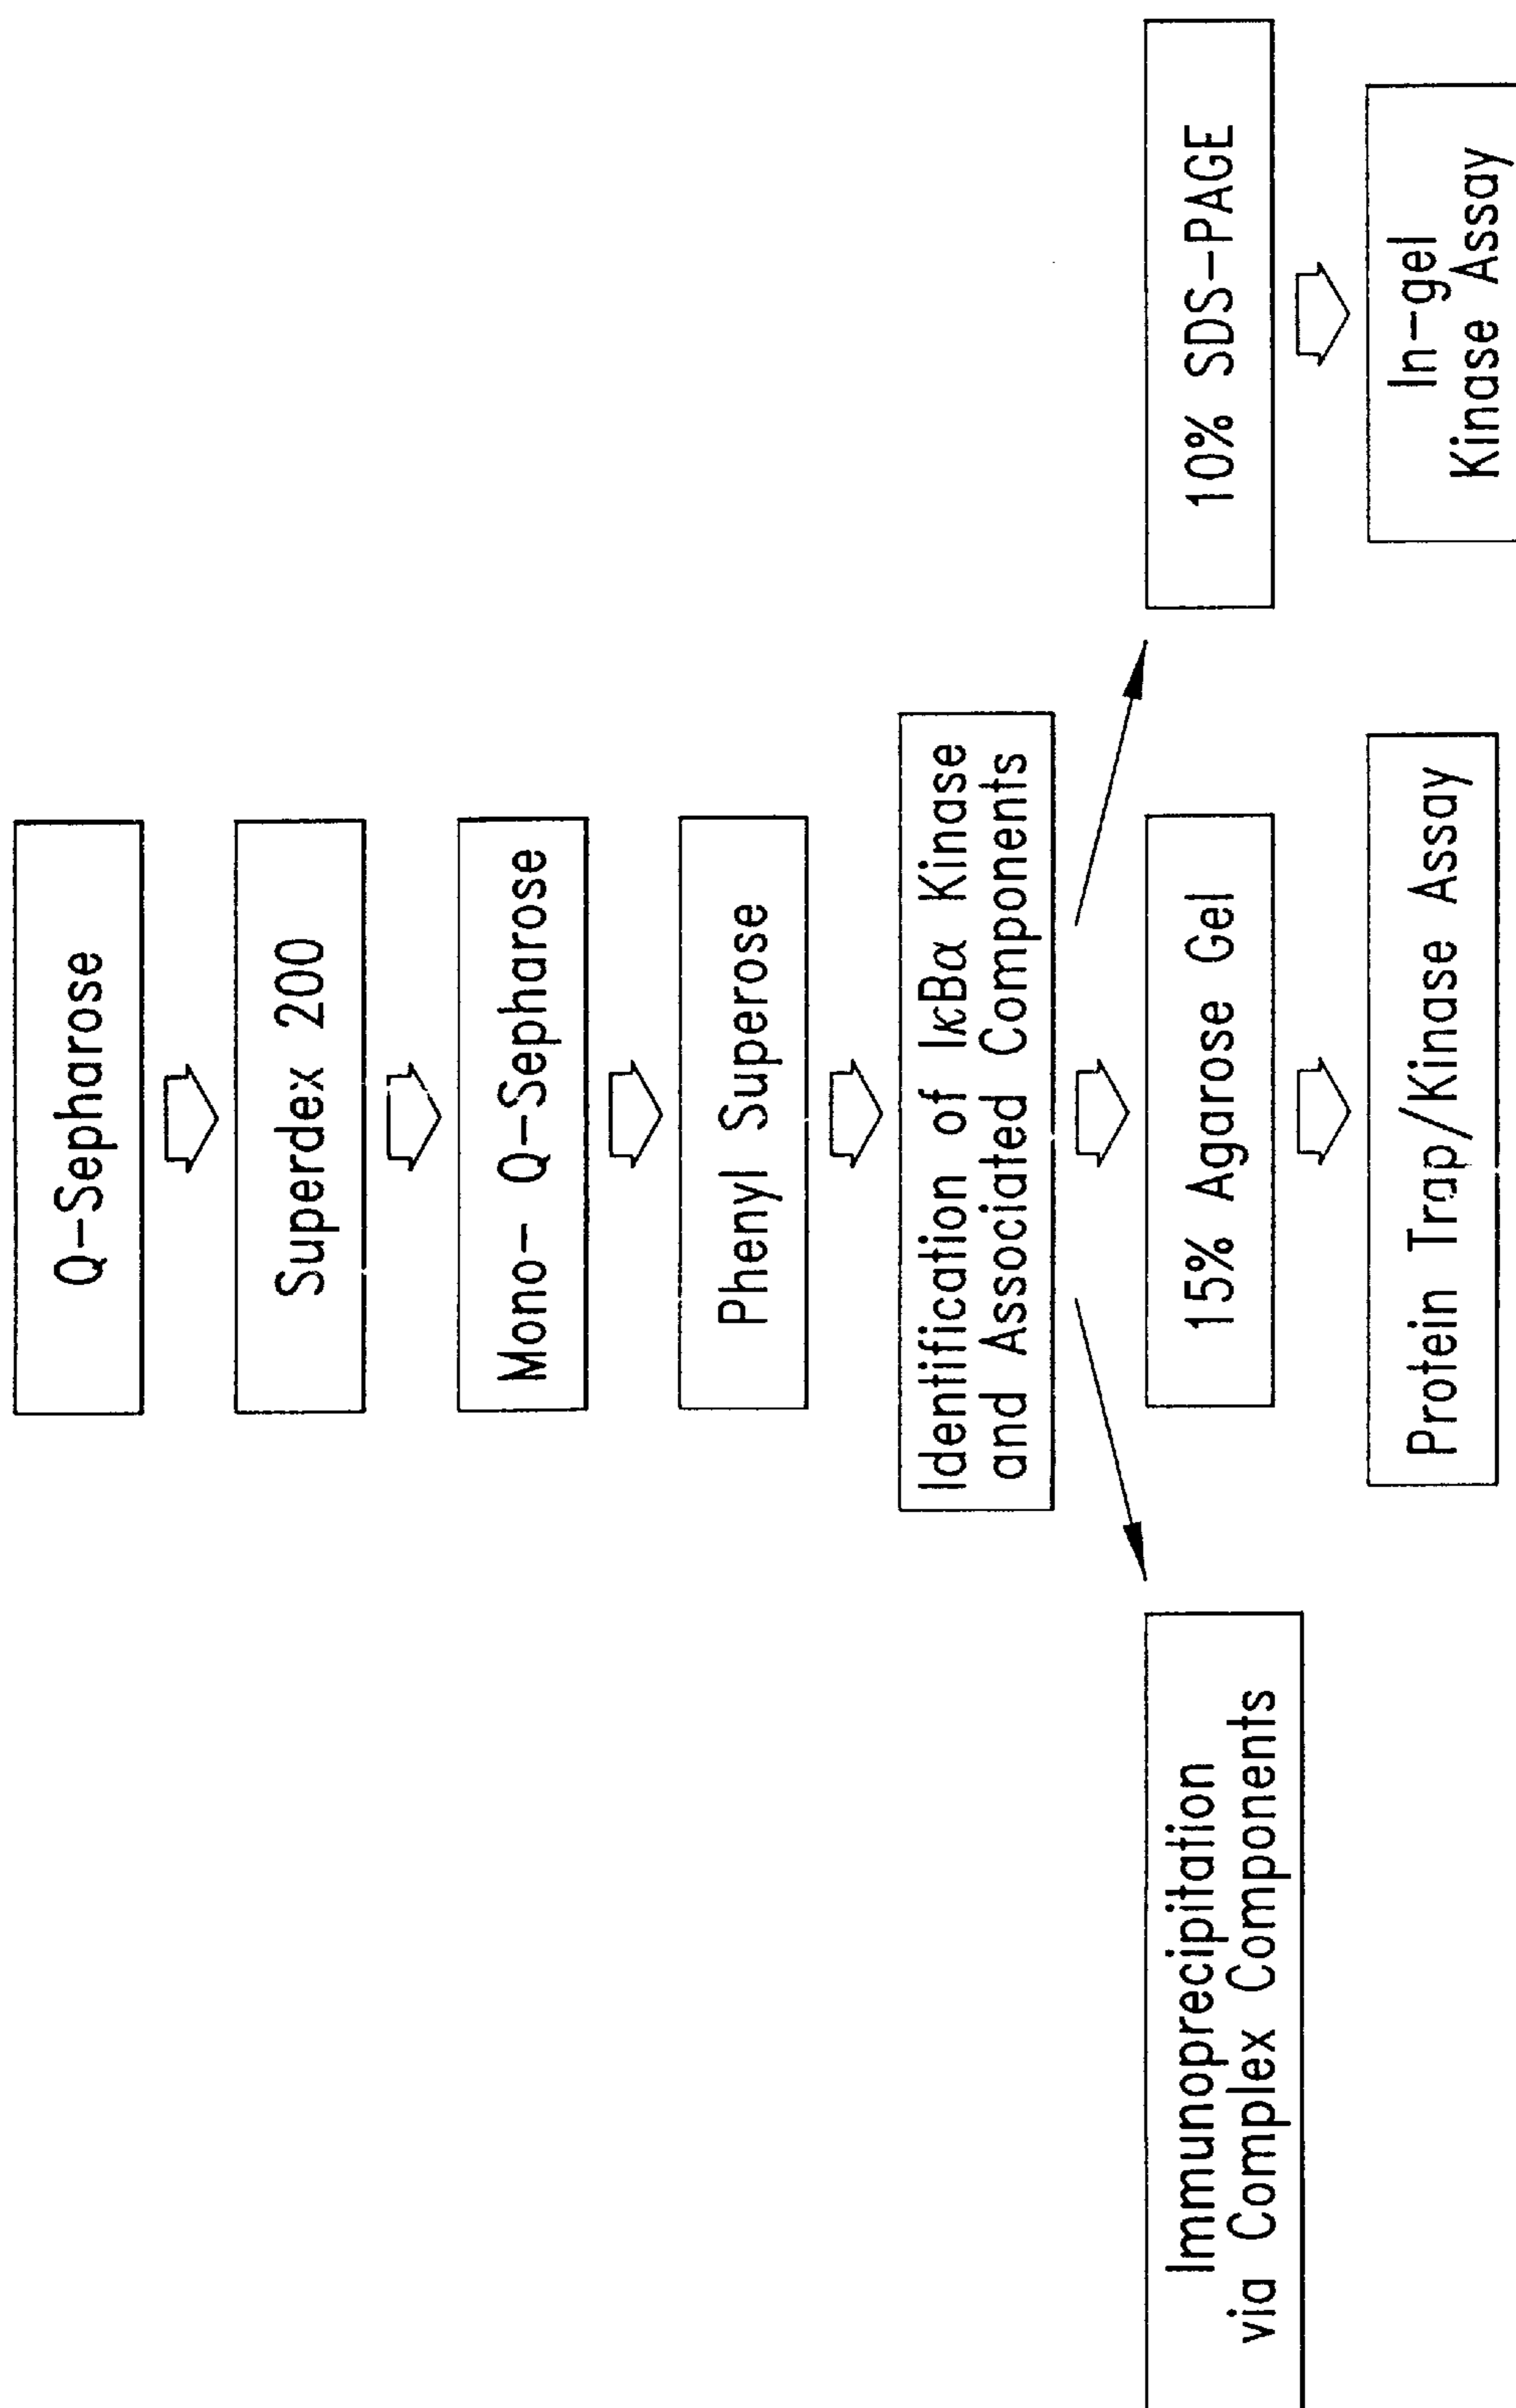 Q-Sepharose
Superdex 200
Mono- Q-Sepharose
Phenyl Superose
Identification of IκBα Kinase
and Associated Components
Immunoprecipitation
via Complex Components
15% Agarose Gel
10% SDS-PAGE
Protein Trap/Kinase Assay
In-gel
Kinase Assay